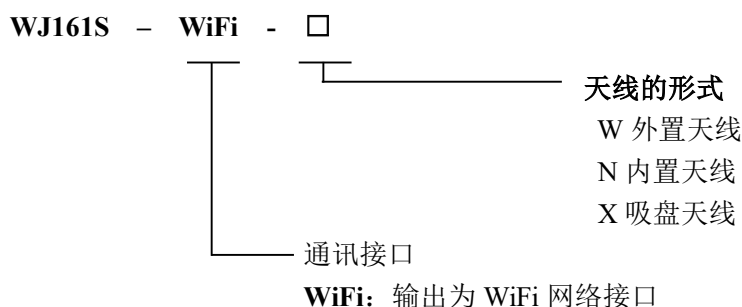 WJ161S – WiFi - □
天线的形式
W 外置天线
N 内置天线
X 吸盘天线
通讯接口
WiFi：输出为 WiFi 网络接口